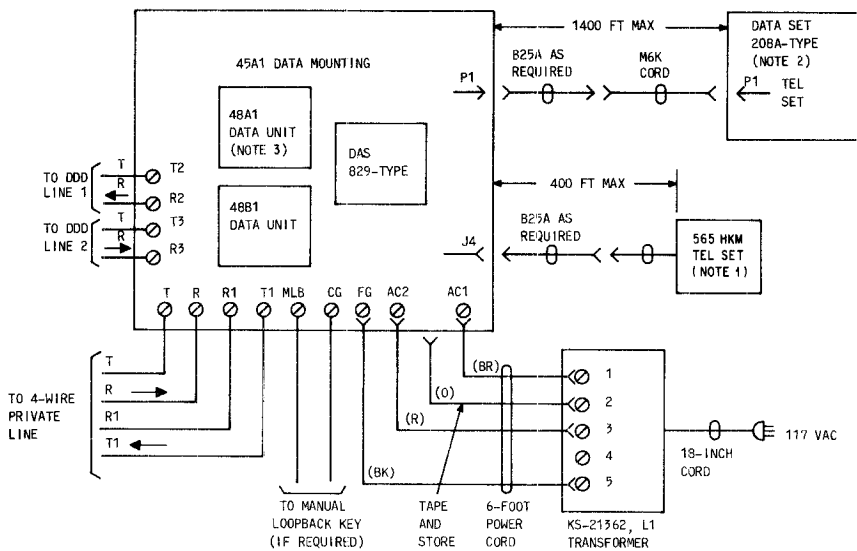 1400 FT MAX
DATA SET
208A-TYPE
(NOTE 2)
P1 TEL
SET
45A1 DATA MOUNTING
P1
B25A AS
REQUIRED
M6K
CORD
48A1
DATA UNIT
(NOTE 3)
DAS
829-TYPE
TO DDD
LINE 1
T
R
T2
R2
TO DDD
LINE 2
T
R
T3
R3
48B1
DATA UNIT
400 FT MAX
J4
B25A AS
REQUIRED
565 HKM
TEL SET
(NOTE 1)
T R R1 T1 MLB CG FG AC2 AC1
TO 4-WIRE
PRIVATE
LINE
T
R
R1
T1
(BR)
(O)
(R)
(BK)
1
2
3
4
5
117 VAC
18-INCH
CORD
TO MANUAL
LOOPBACK KEY
(IF REQUIRED)
TAPE
AND
STORE
6-FOOT
POWER
CORD
KS-21362, L1
TRANSFORMER